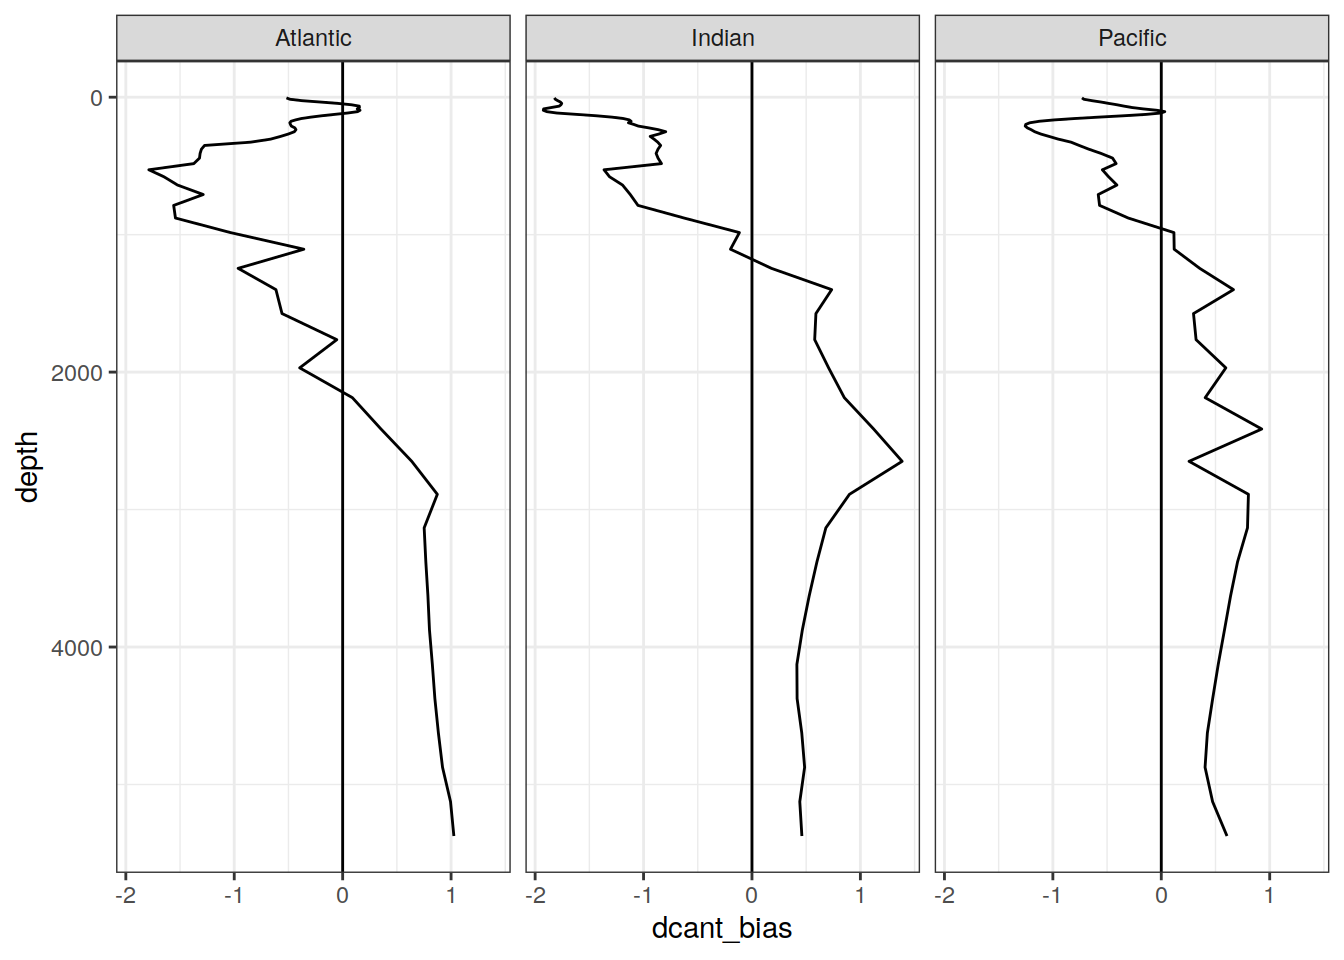 Atlantic Indian Pacific
0
2000
4000
depth
-2 -1 0 1 -2 -1 0 1 -2 -1 0 1
dcant_bias